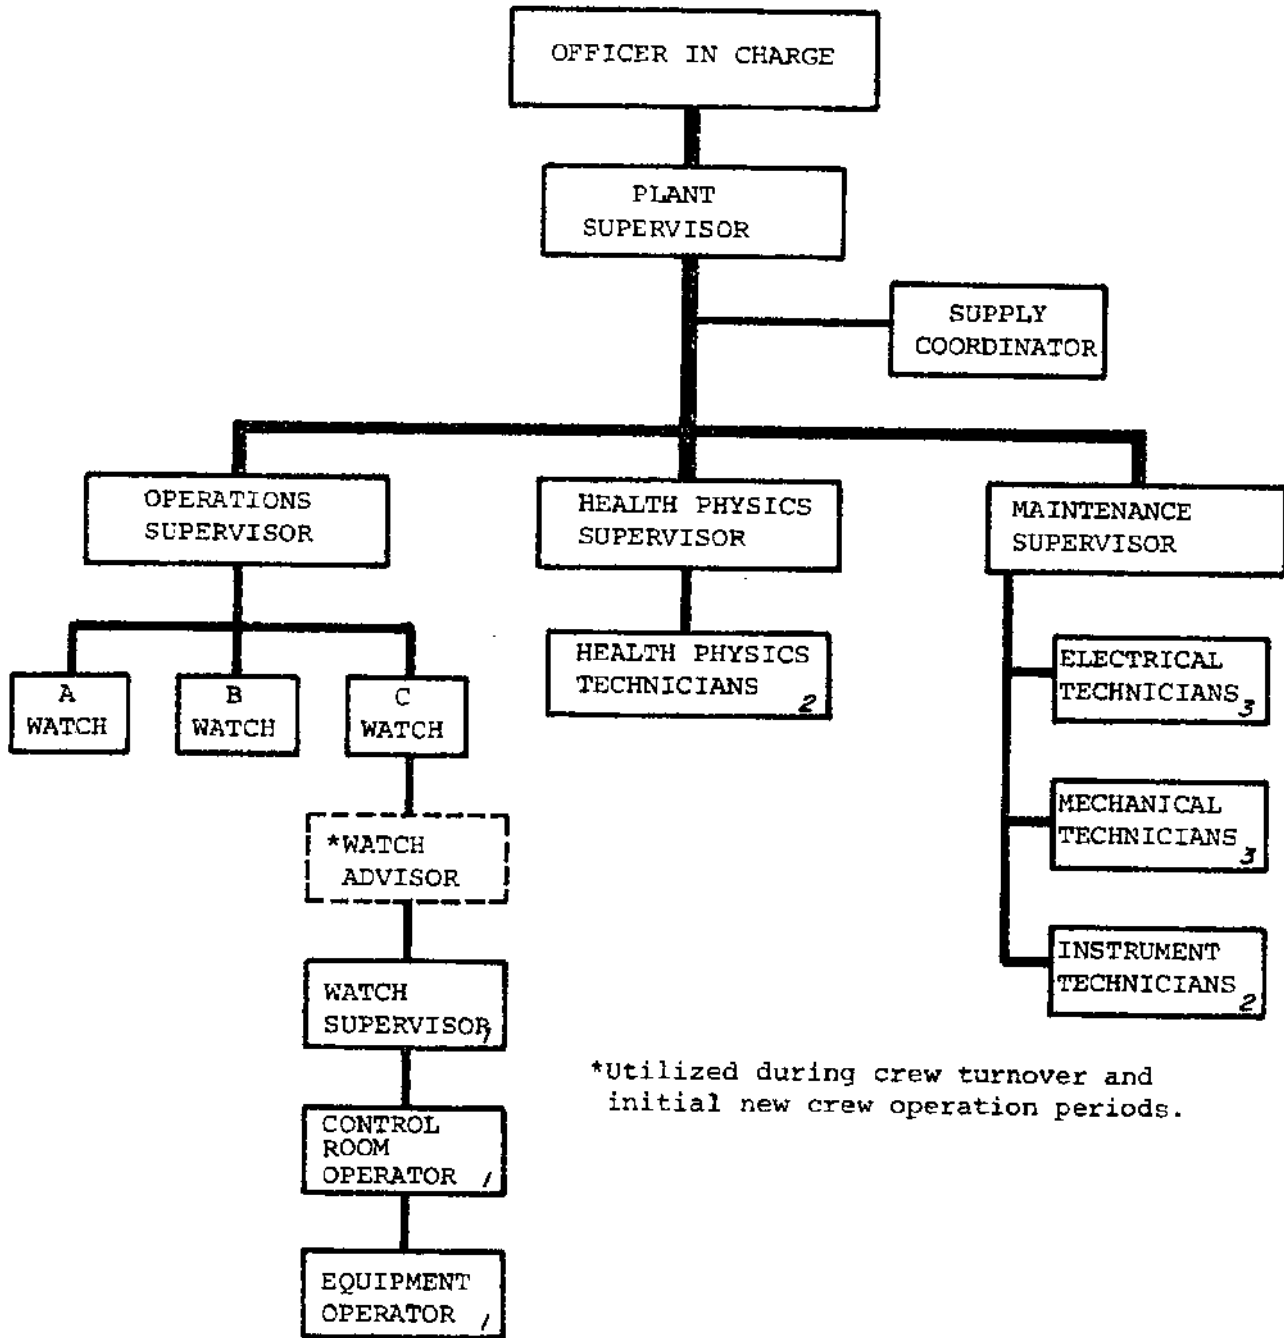 OFFICER IN CHARGE
PLANT
SUPERVISOR
SUPPLY
COORDINATOR
OPERATIONS
SUPERVISOR
HEALTH PHYSICS
SUPERVISOR
MAINTENANCE
SUPERVISOR
A
WATCH
B
WATCH
C
WATCH
HEALTH PHYSICS
TECHNICIANS 2
ELECTRICAL
TECHNICIANS 3
MECHANICAL
TECHNICIANS 3
INSTRUMENT
TECHNICIANS 2
*WATCH
ADVISOR
WATCH
SUPERVISOR 1
CONTROL
ROOM
OPERATOR 1
EQUIPMENT
OPERATOR 1
*Utilized during crew turnover and
initial new crew operation periods.